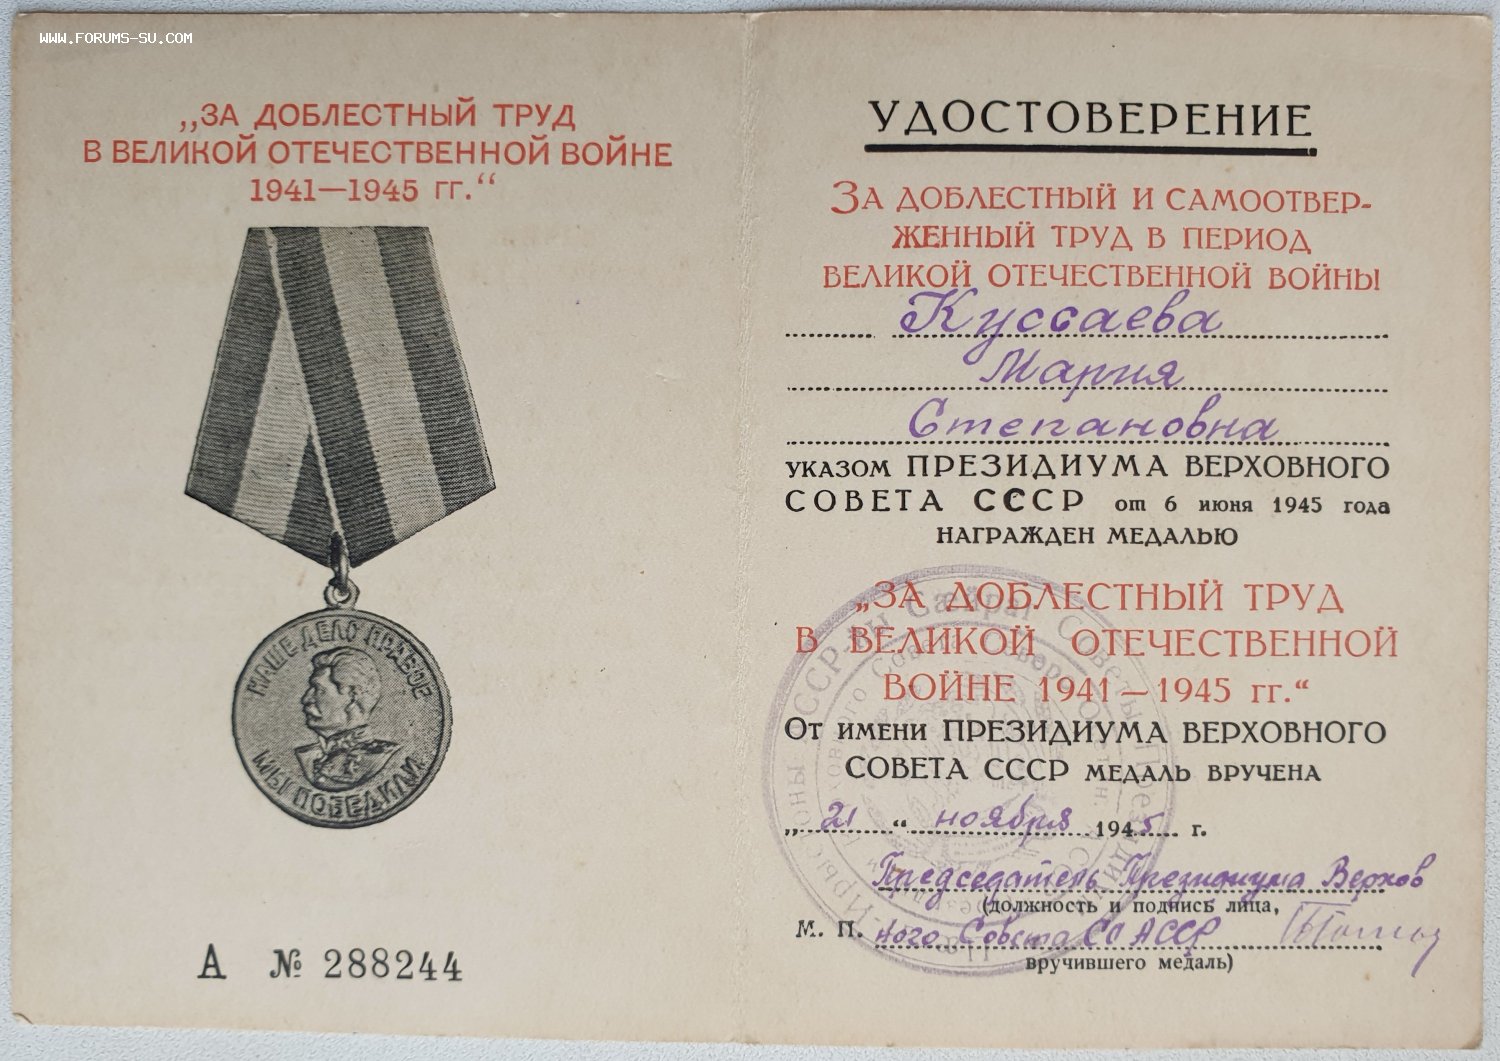 WWW.FORUMS-SU.COM
„ЗА ДОБЛЕСТНЫЙ ТРУД
В ВЕЛИКОЙ ОТЕЧЕСТВЕННОЙ ВОЙНЕ
1941—1945 гг.“
НАШЕ ДЕЛО ПРАВОЕ
МЫ ПОБЕДИЛИ
А № 288244
УДОСТОВЕРЕНИЕ
ЗА ДОБЛЕСТНЫЙ И САМООТВЕР-
ЖЕННЫЙ ТРУД В ПЕРИОД
ВЕЛИКОЙ ОТЕЧЕСТВЕННОЙ ВОЙНЫ
Куссаева
Мария
Степановна
УКАЗОМ ПРЕЗИДИУМА ВЕРХОВНОГО
СОВЕТА СССР от 6 июня 1945 года
НАГРАЖДЕН МЕДАЛЬЮ
„ЗА ДОБЛЕСТНЫЙ ТРУД
В ВЕЛИКОЙ ОТЕЧЕСТВЕННОЙ
ВОЙНЕ 1941—1945 гг.“
ОТ ИМЕНИ ПРЕЗИДИУМА ВЕРХОВНОГО
СОВЕТА СССР МЕДАЛЬ ВРУЧЕНА
„21“ ноября 1945 г.
Председатель Президиума Верхов
(должность и подпись лица,
М. П. ного Совета СО АССР
вручившего медаль)